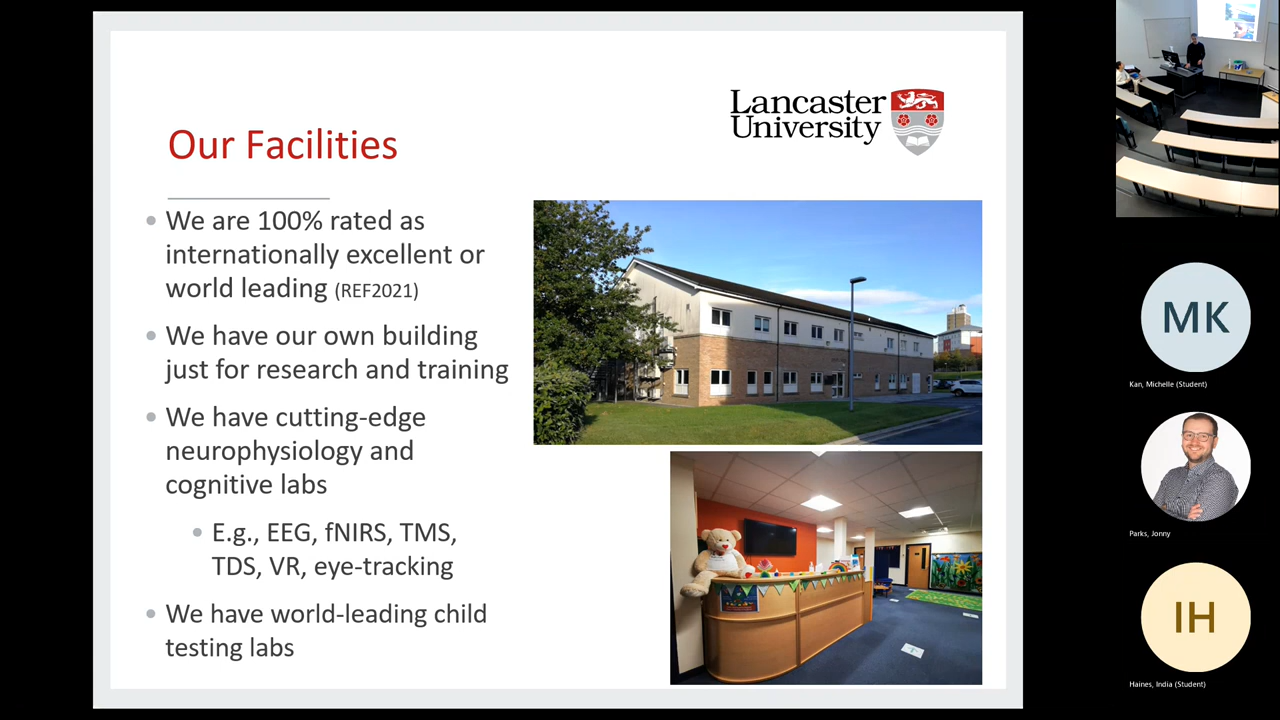 Our Facilities
Lancaster
University
• We are 100% rated as
internationally excellent or
world leading (REF2021)
• We have our own building
just for research and training
• We have cutting-edge
neurophysiology and
cognitive labs
• E.g., EEG, fNIRS, TMS,
TDS, VR, eye-tracking
• We have world-leading child
testing labs
MK
Kan, Michelle (Student)
Parks, Jonny
IH
Haines, India (Student)